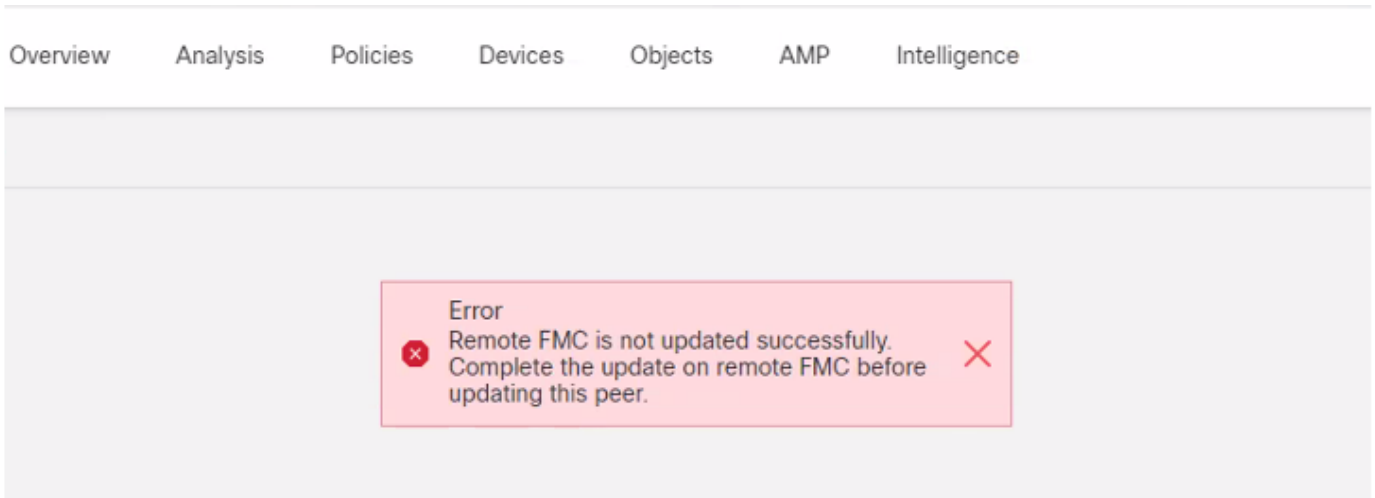 Overview Analysis Policies Devices Objects AMP Intelligence
Error
Remote FMC is not updated successfully.
Complete the update on remote FMC before
updating this peer.